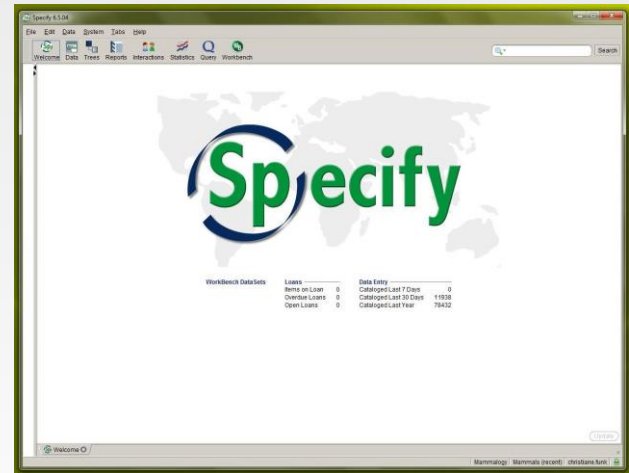 Specify 6.5.04
File Edit Data System Tabs Help
Welcome Data Trees Reports Interactions Statistics Query Workbench
Search
Specify
WorkBench DataSets
Loans
Items on Loan 0
Overdue Loans 0
Open Loans 0
Data Entry
Cataloged Last 7 Days 0
Cataloged Last 30 Days 11938
Cataloged Last Year 78432
Update
Welcome
Mammalogy Mammals (recent) christiane.funk